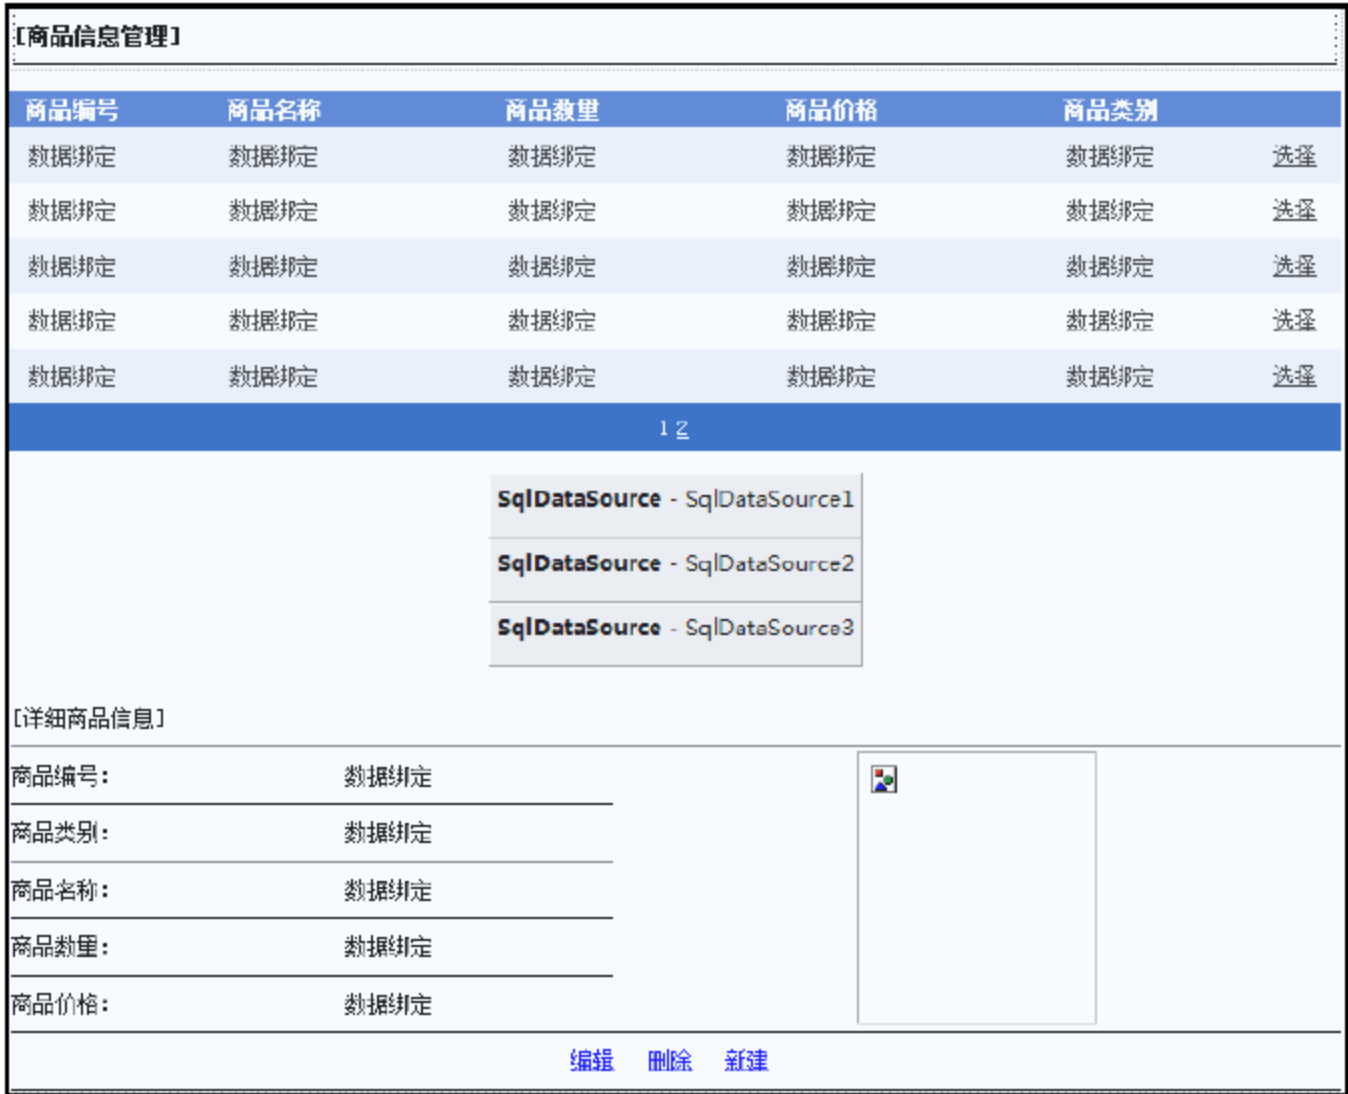 [商品信息管理]
商品编号 商品名称 商品数量 商品价格 商品类别
数据绑定 数据绑定 数据绑定 数据绑定 数据绑定 选择
数据绑定 数据绑定 数据绑定 数据绑定 数据绑定 选择
数据绑定 数据绑定 数据绑定 数据绑定 数据绑定 选择
数据绑定 数据绑定 数据绑定 数据绑定 数据绑定 选择
数据绑定 数据绑定 数据绑定 数据绑定 数据绑定 选择
1 2
SqlDataSource - SqlDataSource1
SqlDataSource - SqlDataSource2
SqlDataSource - SqlDataSource3
[详细商品信息]
商品编号: 数据绑定
商品类别: 数据绑定
商品名称: 数据绑定
商品数量: 数据绑定
商品价格: 数据绑定
编辑 删除 新建